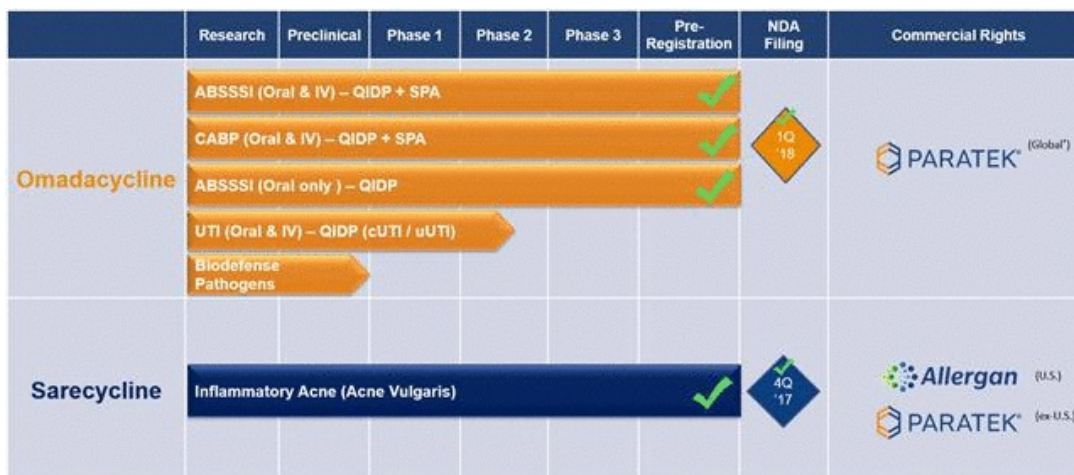 Research Preclinical Phase 1 Phase 2 Phase 3 Pre-
Registration NDA
Filing Commercial Rights
Omadacycline
ABSSSI (Oral & IV) – QIDP + SPA
CABP (Oral & IV) – QIDP + SPA
ABSSSI (Oral only ) – QIDP
UTI (Oral & IV) – QIDP (cUTI / uUTI)
Biodefense
Pathogens
1Q
'18
PARATEK® (Global*)
Sarecycline
Inflammatory Acne (Acne Vulgaris)
4Q
'17
Allergan (U.S.)
PARATEK® (ex-U.S.)